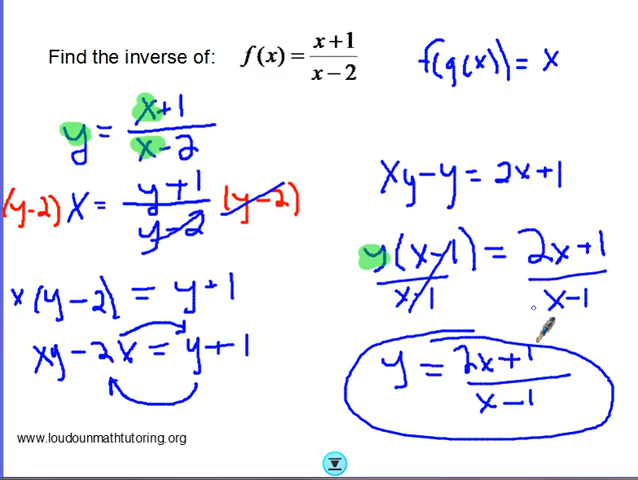 Find the inverse of: f(x) = (x+1)/(x−2)
y = (x+1)/(x-2)
(y-2) x = (y+1)/(y-2) (y-2)
x(y-2) = y+1
xy-2x = y+1
www.loudounmathtutoring.org
f(g(x)) = x
xy-y = 2x+1
y(x-1)/(x-1) = (2x+1)/(x-1)
y = (2x+1)/(x-1)